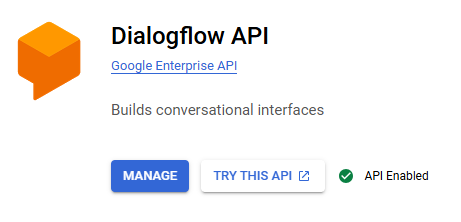 Dialogflow API
Google Enterprise API
Builds conversational interfaces
MANAGE TRY THIS API API Enabled